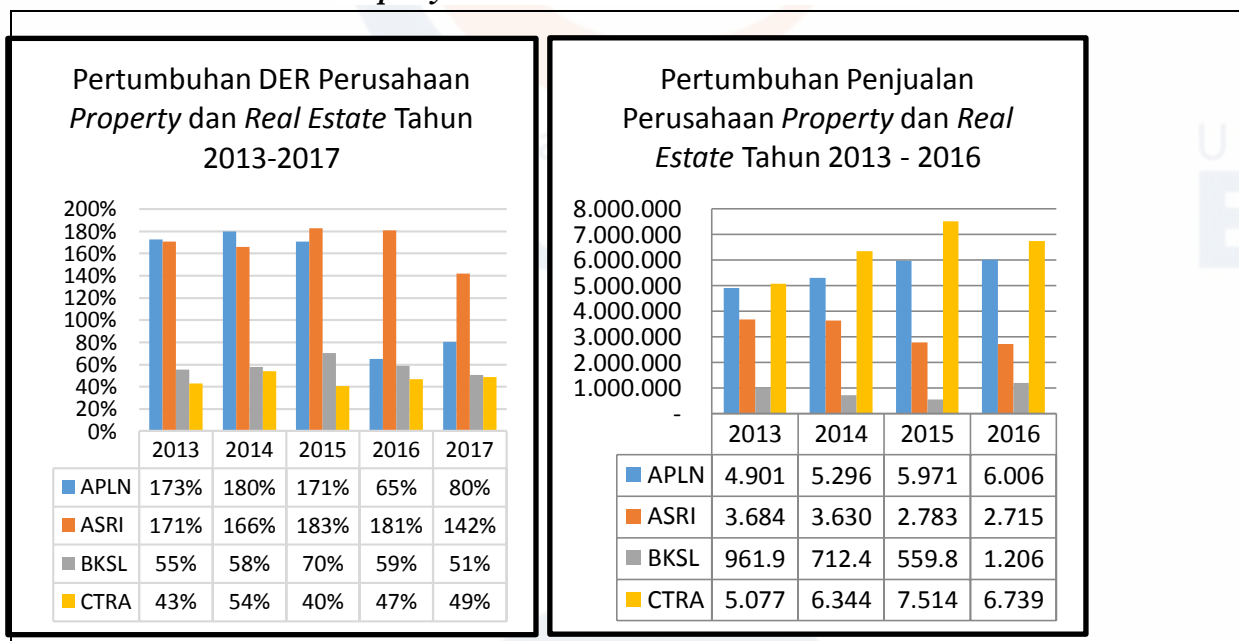 Pertumbuhan DER Perusahaan
Property dan Real Estate Tahun
2013-2017
200%
180%
160%
140%
120%
100%
80%
60%
40%
20%
0%
2013 2014 2015 2016 2017
APLN 173% 180% 171% 65% 80%
ASRI 171% 166% 183% 181% 142%
BKSL 55% 58% 70% 59% 51%
CTRA 43% 54% 40% 47% 49%
Pertumbuhan Penjualan
Perusahaan Property dan Real
Estate Tahun 2013 - 2016
8.000.000
7.000.000
6.000.000
5.000.000
4.000.000
3.000.000
2.000.000
1.000.000
-
2013 2014 2015 2016
APLN 4.901 5.296 5.971 6.006
ASRI 3.684 3.630 2.783 2.715
BKSL 961.9 712.4 559.8 1.206
CTRA 5.077 6.344 7.514 6.739
U
E